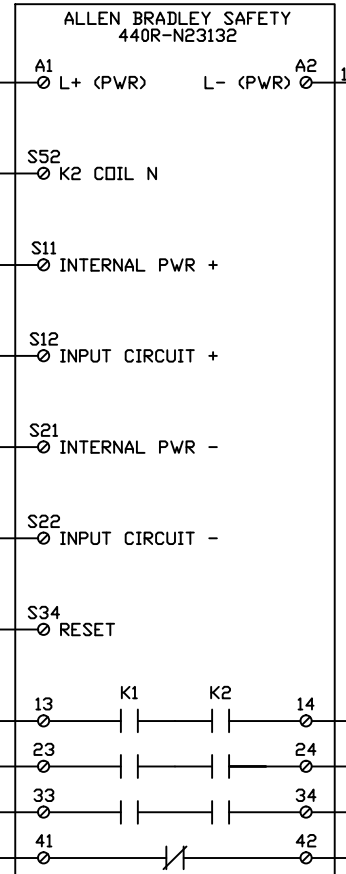 ALLEN BRADLEY SAFETY
440R-N23132
A1 A2
L+ (PWR) L- (PWR) 1
S52
K2 COIL N
S11
INTERNAL PWR +
S12
INPUT CIRCUIT +
S21
INTERNAL PWR -
S22
INPUT CIRCUIT -
S34
RESET
K1 K2
13 14
23 24
33 34
41 42